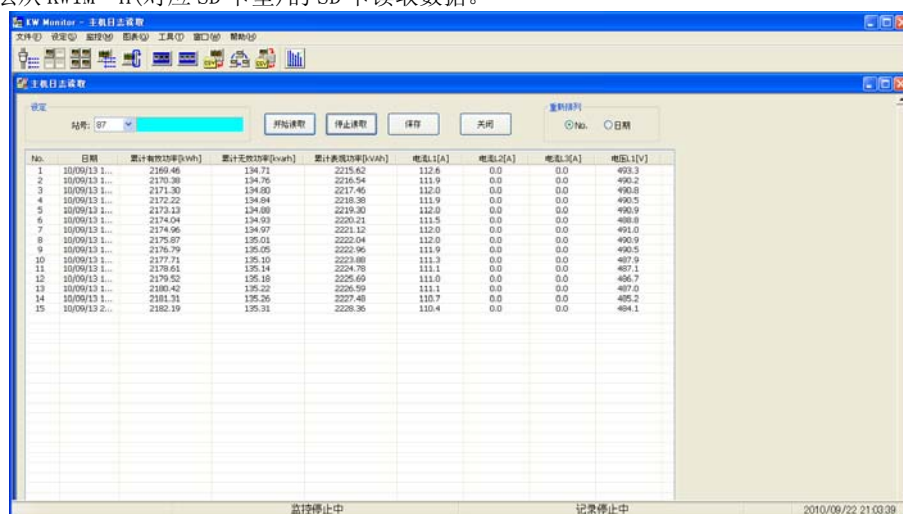 KW1M-H(对应SD卡型)的SD卡读取数据。
KW Monitor - 主机日志读取
文件(F) 设定(S) 监控(M) 图表(G) 工具(T) 窗口(W) 帮助(H)
主机日志读取
设定
站号: 87
开始读取 停止读取 保存 关闭
重新排列
No. 日期
No. 日期 累计有效功率[kWh] 累计无效功率[kvarh] 累计表现功率[kVAh] 电流L1[A] 电流L2[A] 电流L3[A] 电压L1[V]
1 10/09/13 1... 2169.46 134.71 2215.62 112.6 0.0 0.0 493.3
2 10/09/13 1... 2170.38 134.76 2216.54 111.9 0.0 0.0 490.2
3 10/09/13 1... 2171.30 134.80 2217.46 112.0 0.0 0.0 490.8
4 10/09/13 1... 2172.22 134.84 2218.38 111.9 0.0 0.0 490.5
5 10/09/13 1... 2173.13 134.88 2219.30 112.0 0.0 0.0 490.9
6 10/09/13 1... 2174.04 134.93 2220.21 111.5 0.0 0.0 488.8
7 10/09/13 1... 2174.96 134.97 2221.12 112.0 0.0 0.0 491.0
8 10/09/13 1... 2175.87 135.01 2222.04 112.0 0.0 0.0 490.9
9 10/09/13 1... 2176.79 135.05 2222.96 111.9 0.0 0.0 490.5
10 10/09/13 1... 2177.71 135.10 2223.88 111.3 0.0 0.0 487.9
11 10/09/13 1... 2178.61 135.14 2224.78 111.1 0.0 0.0 487.1
12 10/09/13 1... 2179.52 135.18 2225.69 111.0 0.0 0.0 486.7
13 10/09/13 1... 2180.42 135.22 2226.59 111.1 0.0 0.0 487.0
14 10/09/13 1... 2181.31 135.26 2227.48 110.7 0.0 0.0 485.2
15 10/09/13 2... 2182.19 135.31 2228.36 110.4 0.0 0.0 484.1
监控停止中 记录停止中 2010/09/22 21:03:39